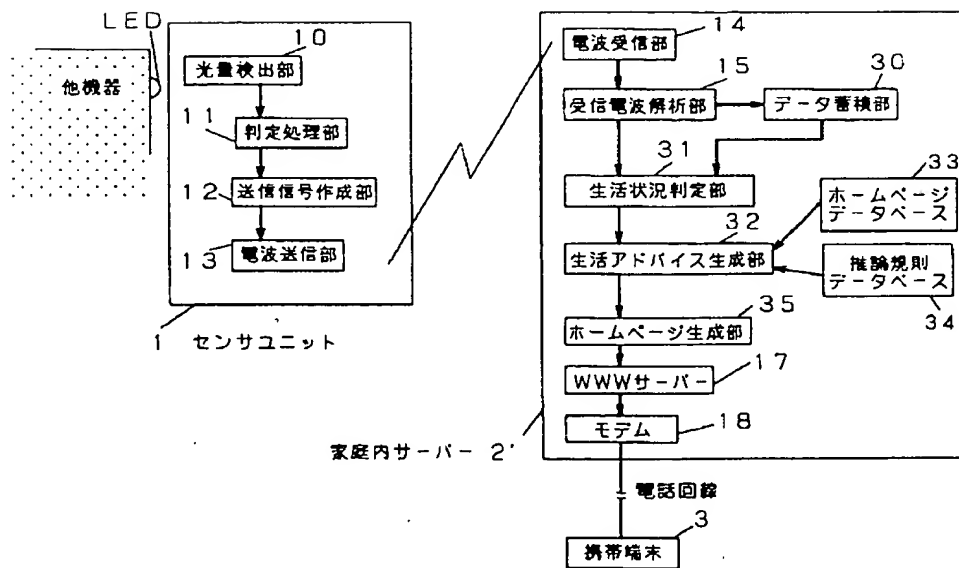 LED
他機器
10
光量検出部
11
判定処理部
12
送信信号作成部
13
電波送信部
1 センサユニット
14
電波受信部
15
受信電波解析部
30
データ蓄検部
31
生活状況判定部
33
ホームページ
データベース
32
生活アドバイス生成部
推論規則
データベース
34
35
ホームページ生成部
17
WWWサーバー
18
モデム
家庭内サーバー 2'
電話回線
3
携帯端末